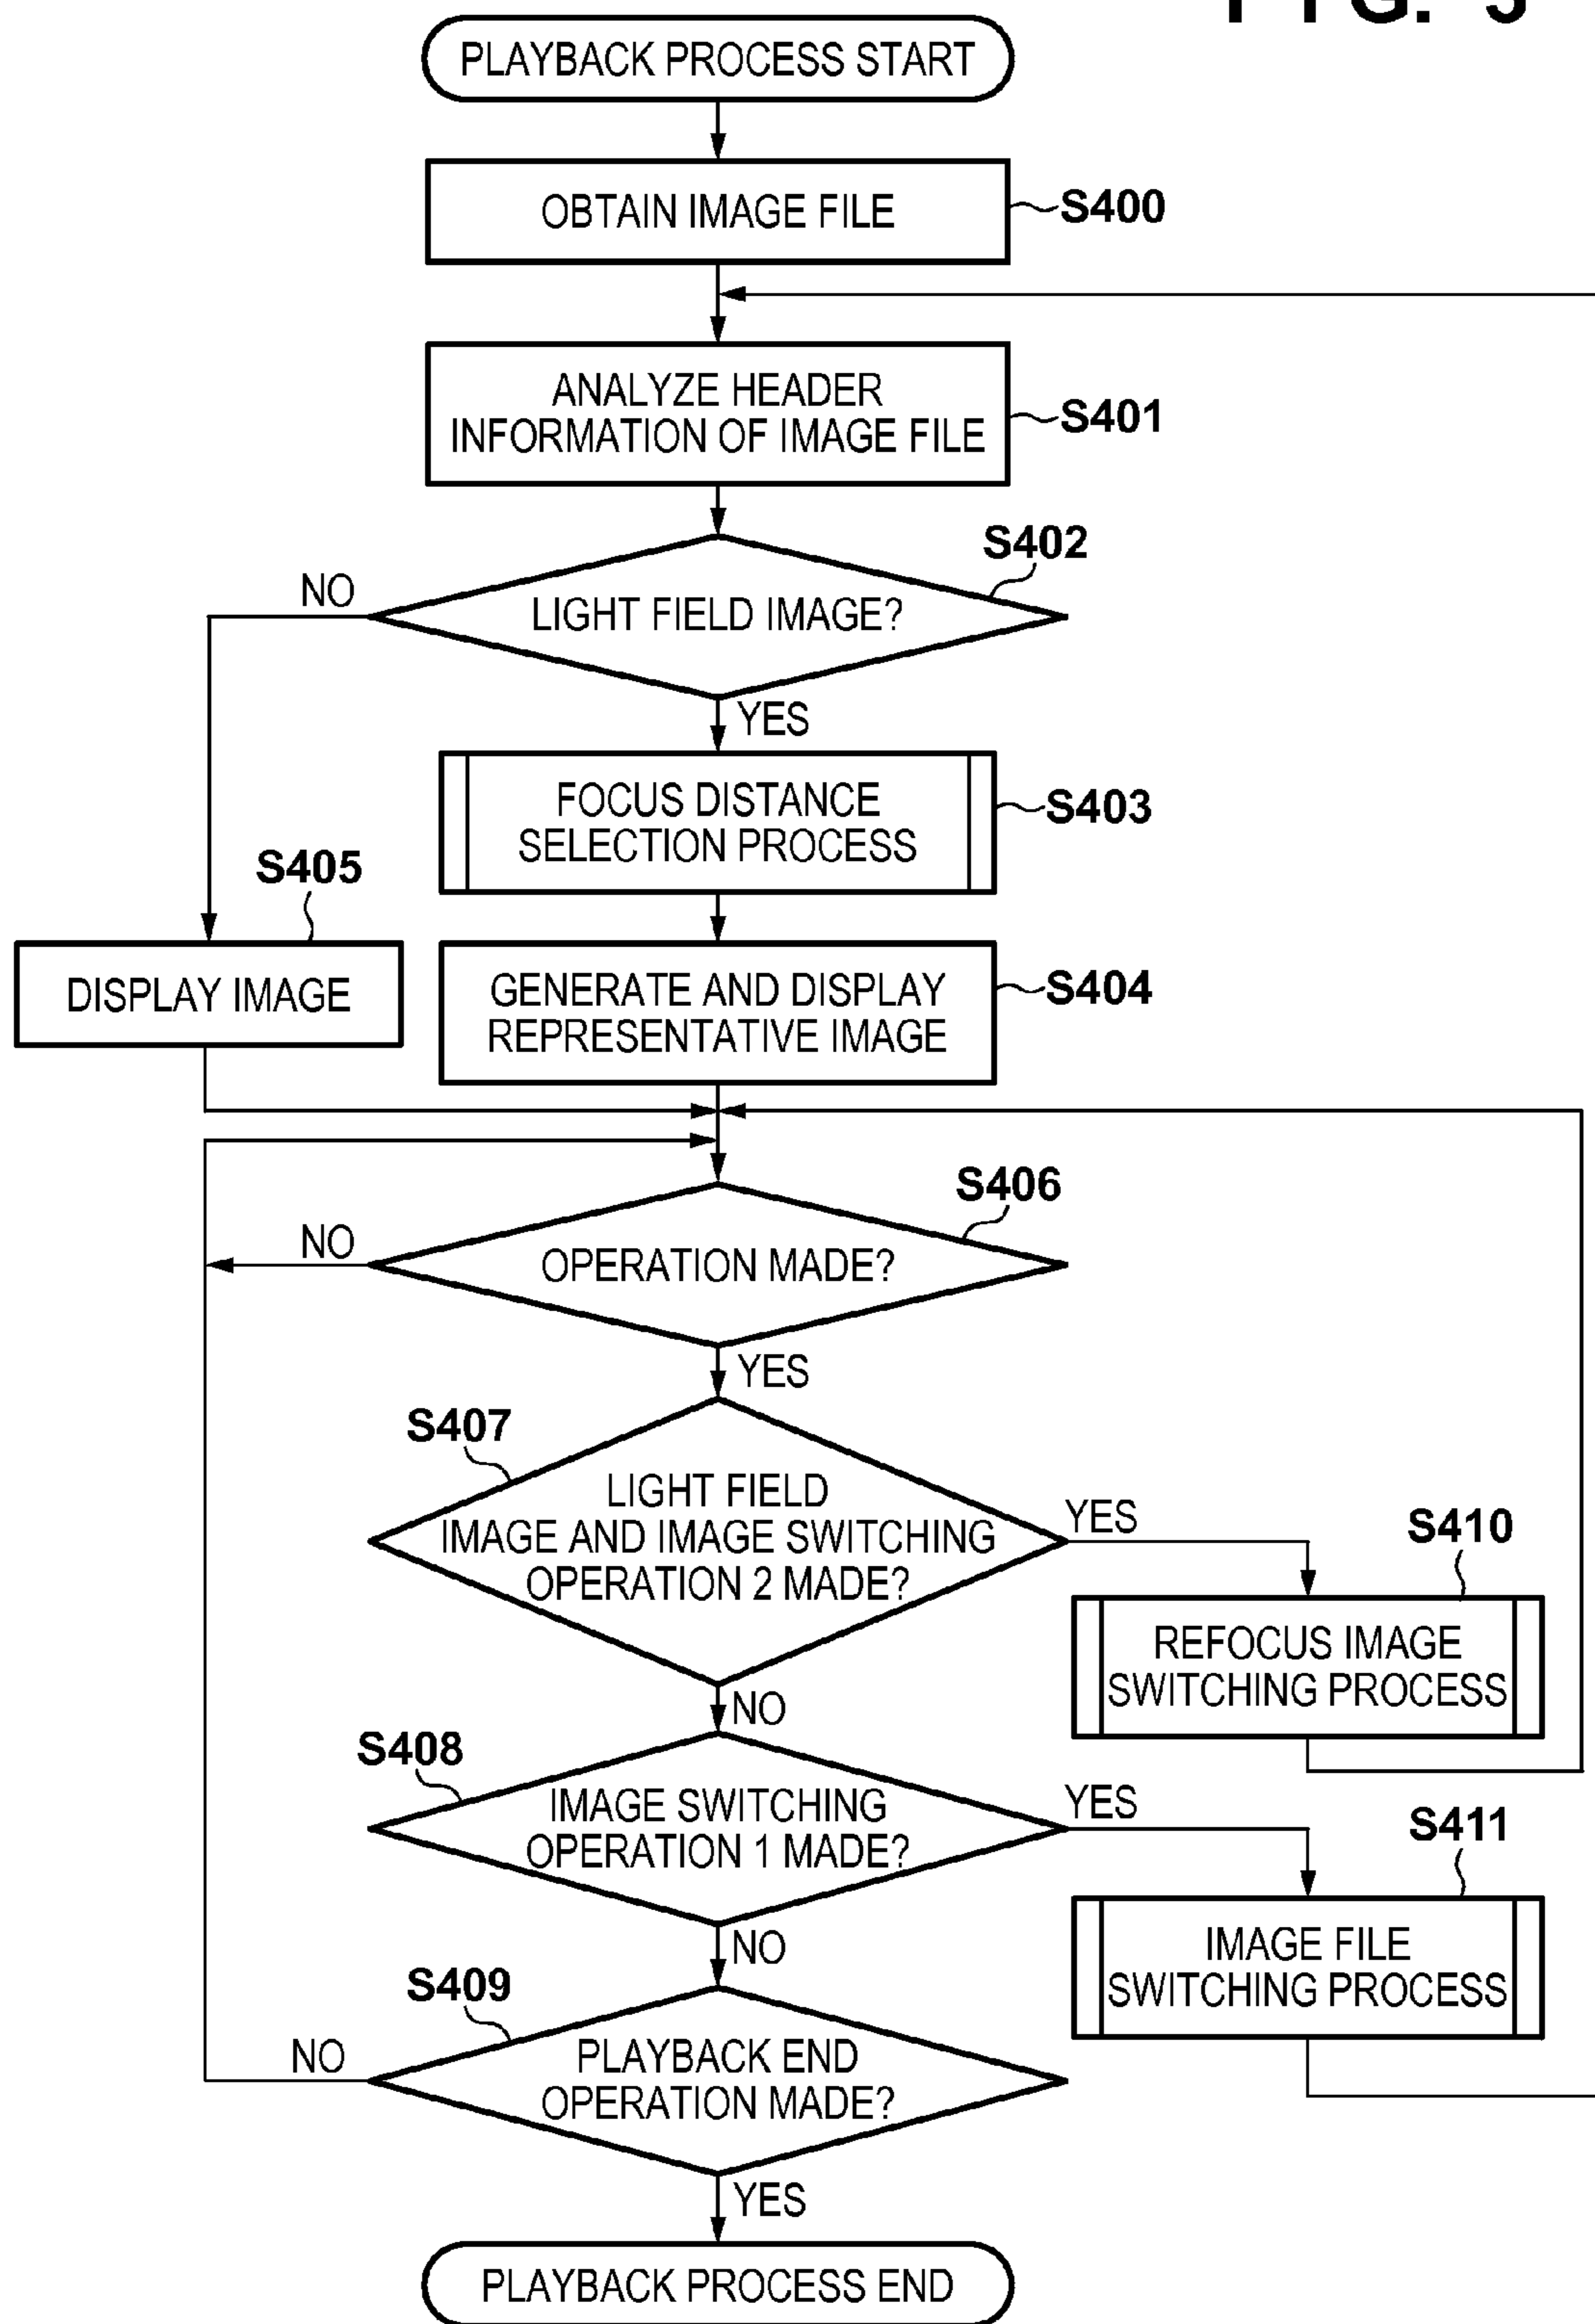 FIG.
PLAYBACK PROCESS START
OBTAIN IMAGE FILE
S400
ANALYZE HEADER
INFORMATION OF IMAGE FILE
S401
S402
NO
LIGHT FIELD IMAGE?
YES
FOCUS DISTANCE
SELECTION PROCESS
S403
S405
DISPLAY IMAGE
GENERATE AND DISPLAY
REPRESENTATIVE IMAGE
S404
S406
NO
OPERATION MADE?
YES
S407
LIGHT FIELD
IMAGE AND IMAGE SWITCHING
OPERATION 2 MADE?
YES
S410
REFOCUS IMAGE
SWITCHING PROCESS
NO
S408
IMAGE SWITCHING
OPERATION 1 MADE?
YES
S411
IMAGE FILE
SWITCHING PROCESS
NO
S409
NO
PLAYBACK END
OPERATION MADE?
YES
PLAYBACK PROCESS END